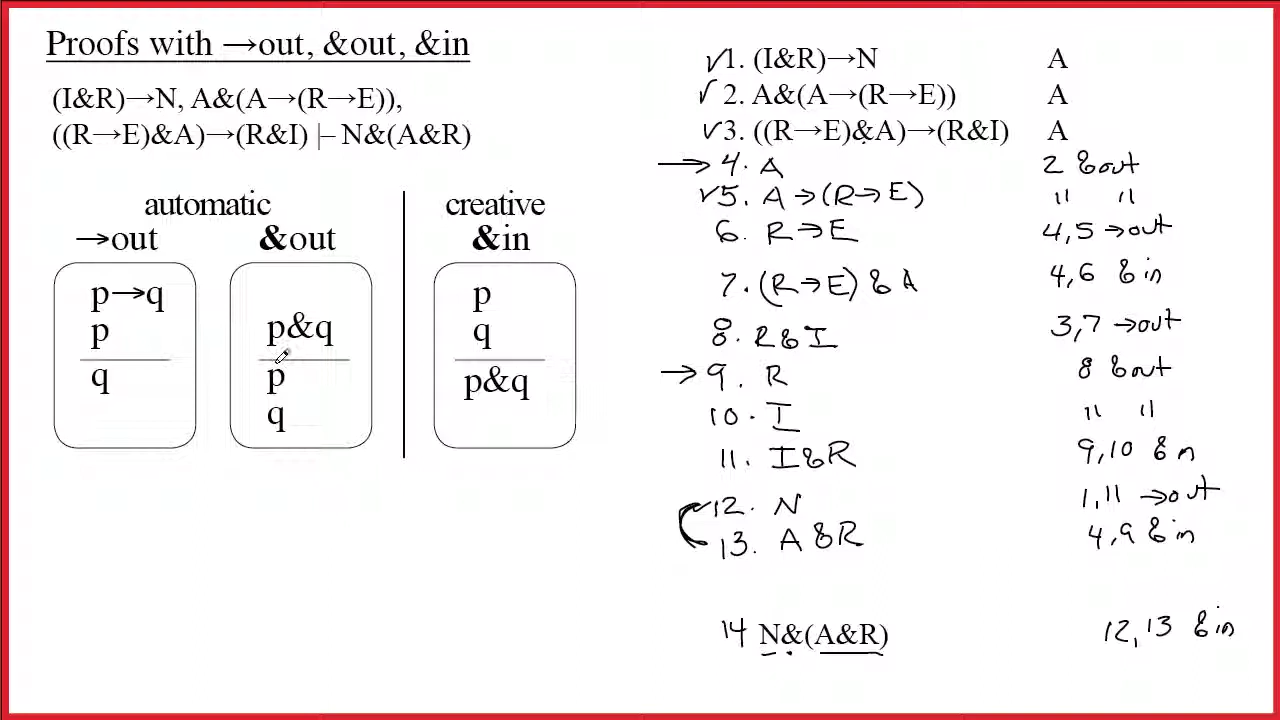 Proofs with →out, &out, &in
(I&R)→N, A&(A→(R→E)),
((R→E)&A)→(R&I) |– N&(A&R)
automatic
creative
→out
&out
&in
p→q
p
q
p&q
p
q
p
q
p&q
✓1. (I&R)→N A
✓2. A&(A→(R→E)) A
✓3. ((R→E)&A)→(R&I) A
→ 4. A 2 &out
✓5. A→(R→E) " "
6. R→E 4,5 →out
7. (R→E) & A 4,6 &in
8. R&I 3,7 →out
→ 9. R 8 &out
10. I " "
11. I&R 9,10 &in
12. N 1,11 →out
13. A&R 4,9 &in
14 N&(A&R) 12,13 &in